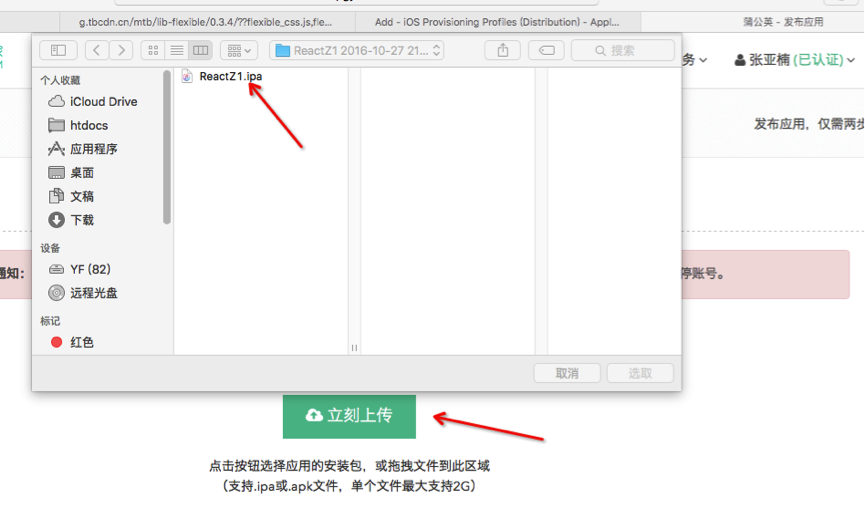 g.tbcdn.cn/mtb/lib-flexible/0.3.4/??flexible_css.js,fle...
Add - iOS Provisioning Profiles (Distribution) - Appl...
蒲公英 - 发布应用
ReactZ1 2016-10-27 21...
搜索
务
张亚楠 (已认证)
个人收藏
iCloud Drive
htdocs
应用程序
桌面
文稿
下载
设备
YF (82)
远程光盘
标记
红色
ReactZ1.ipa
发布应用，仅需两步
通知：
停账号。
取消
选取
立刻上传
点击按钮选择应用的安装包，或拖拽文件到此区域
（支持.ipa或.apk文件，单个文件最大支持2G）